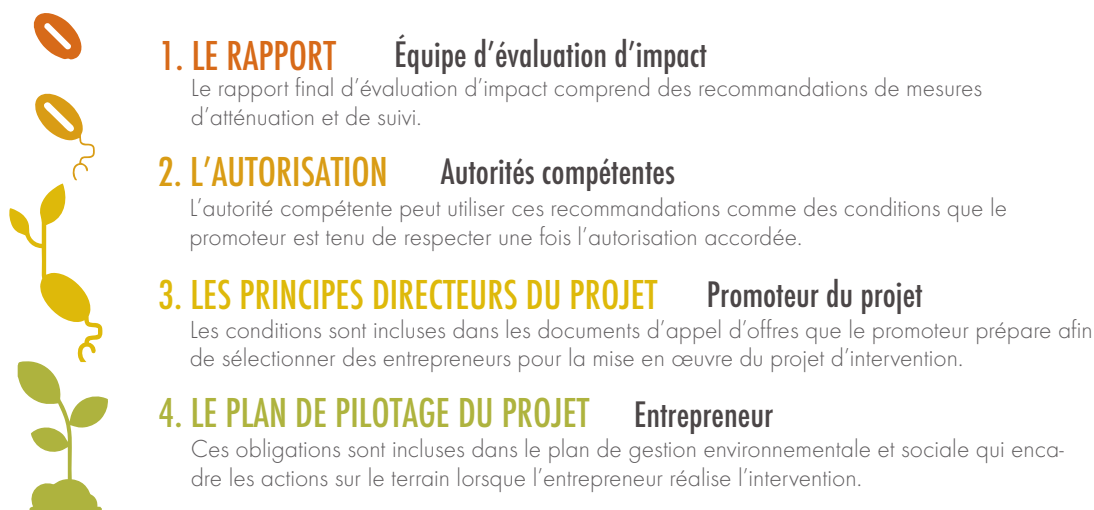 1. LE RAPPORT Équipe d’évaluation d’impact
Le rapport final d’évaluation d’impact comprend des recommandations de mesures
d’atténuation et de suivi.
2. L’AUTORISATION Autorités compétentes
L’autorité compétente peut utiliser ces recommandations comme des conditions que le
promoteur est tenu de respecter une fois l’autorisation accordée.
3. LES PRINCIPES DIRECTEURS DU PROJET Promoteur du projet
Les conditions sont incluses dans les documents d’appel d’offres que le promoteur prépare afin
de sélectionner des entrepreneurs pour la mise en œuvre du projet d’intervention.
4. LE PLAN DE PILOTAGE DU PROJET Entrepreneur
Ces obligations sont incluses dans le plan de gestion environnementale et sociale qui enca-
dre les actions sur le terrain lorsque l’entrepreneur réalise l’intervention.